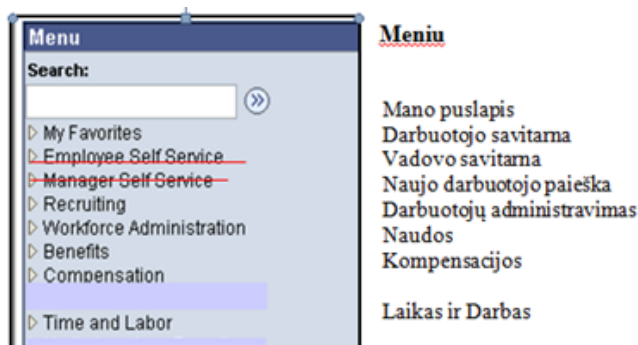 Menu
Search:
My Favorites
Employee Self Service
Manager Self Service
Recruiting
Workforce Administration
Benefits
Compensation
Time and Labor
Meniu
Mano puslapis
Darbuotojo savitarna
Vadovo savitarna
Naujo darbuotojo paieška
Darbuotojų administravimas
Naudos
Kompensacijos
Laikas ir Darbas